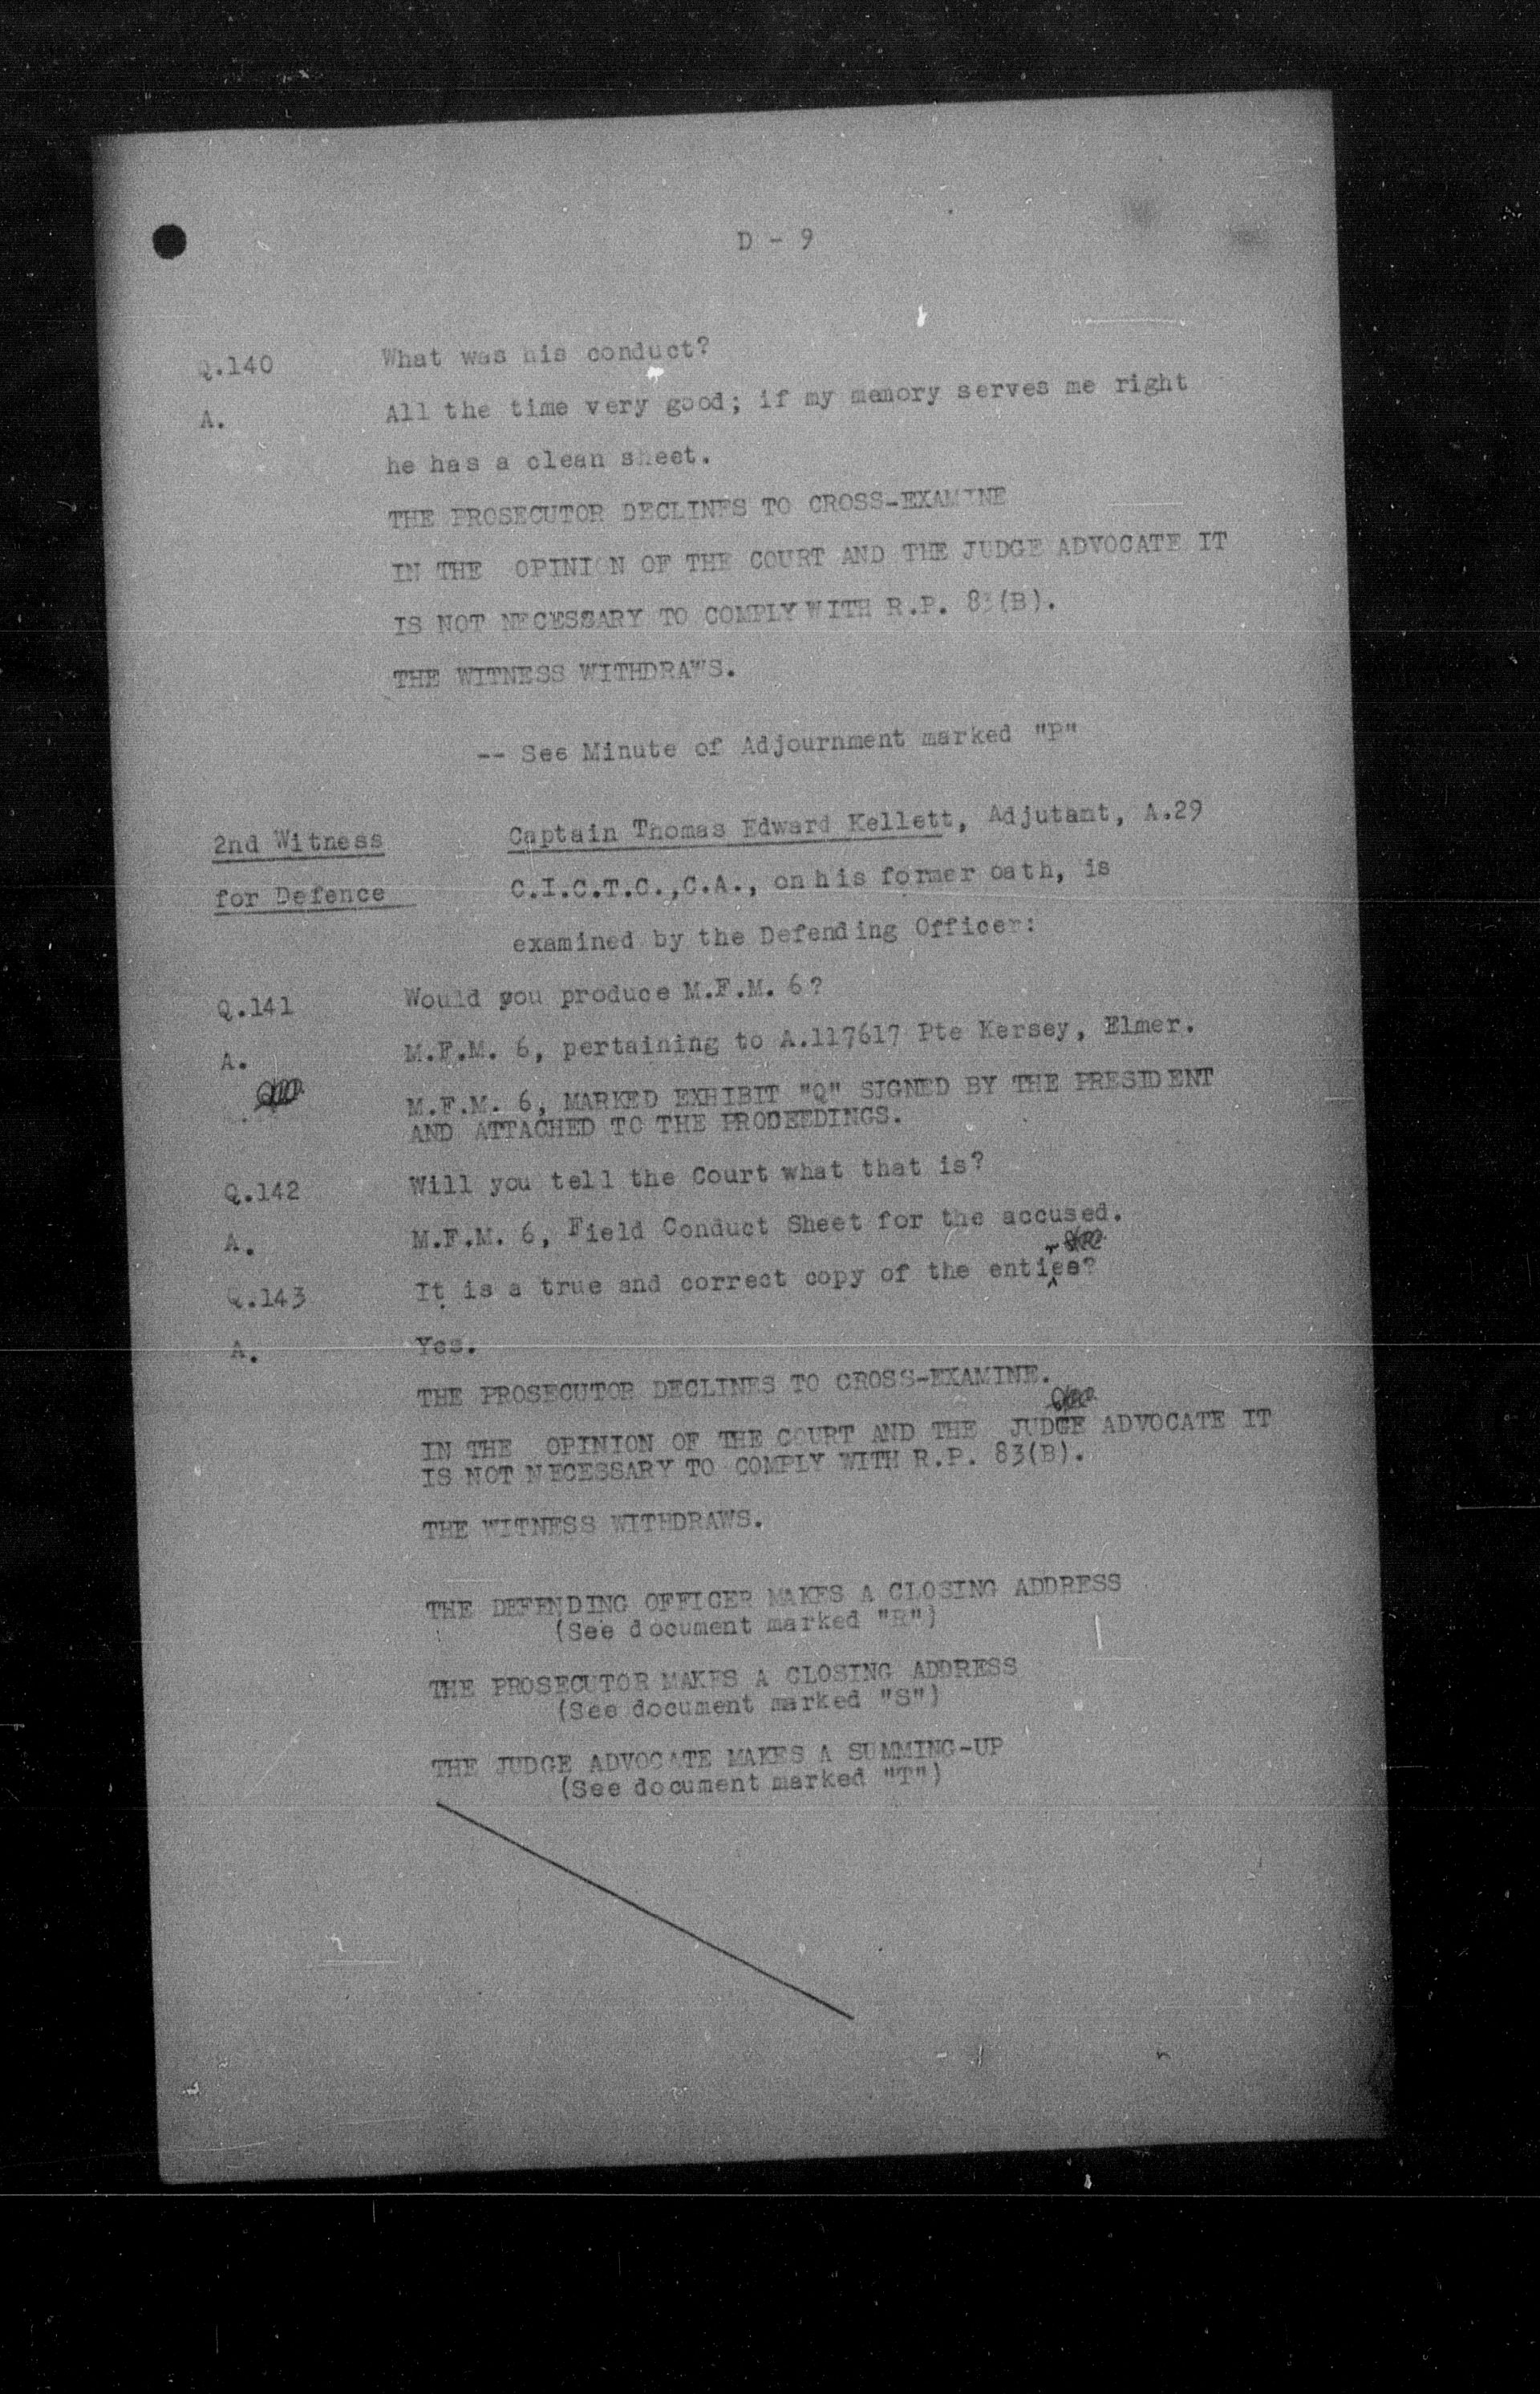 D - 9
Q.140 What was his conduct?
A. All the time very good; if my memory serves me right
he has a clean sheet.
THE PROSECUTOR DECLINES TO CROSS-EXAMINE
IN THE OPINION OF THE COURT AND THE JUDGE ADVOCATE IT
IS NOT NECESSARY TO COMPLY WITH R.P. 83(B).
THE WITNESS WITHDRAWS.
-- See Minute of Adjournment marked "P"
2nd Witness Captain Thomas Edward Kellett, Adjutant, A.29
for Defence C.I.C.T.C.,C.A., on his former oath, is
examined by the Defending Officer:
Q.141 Would you produce M.F.M. 6?
A. M.F.M. 6, pertaining to A.117617 Pte Kersey, Elmer.
M.F.M. 6, MARKED EXHIBIT "Q" SIGNED BY THE PRESIDENT
AND ATTACHED TO THE PROCEEDINGS.
Q.142 Will you tell the Court what that is?
A. M.F.M. 6, Field Conduct Sheet for the accused.
Q.143 It is a true and correct copy of the entries?
A. Yes.
THE PROSECUTOR DECLINES TO CROSS-EXAMINE.
IN THE OPINION OF THE COURT AND THE JUDGE ADVOCATE IT
IS NOT NECESSARY TO COMPLY WITH R.P. 83(B).
THE WITNESS WITHDRAWS.
THE DEFENDING OFFICER MAKES A CLOSING ADDRESS
(See document marked "R")
THE PROSECUTOR MAKES A CLOSING ADDRESS
(See document marked "S")
THE JUDGE ADVOCATE MAKES A SUMMING-UP
(See document marked "T")